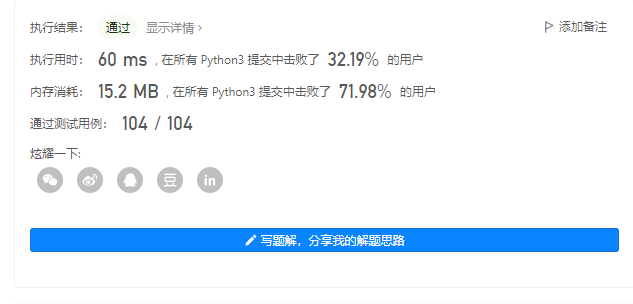 执行结果： 通过 显示详情 › 添加备注
执行用时： 60 ms , 在所有 Python3 提交中击败了 32.19% 的用户
内存消耗： 15.2 MB , 在所有 Python3 提交中击败了 71.98% 的用户
通过测试用例： 104 / 104
炫耀一下:
豆 in
写题解，分享我的解题思路